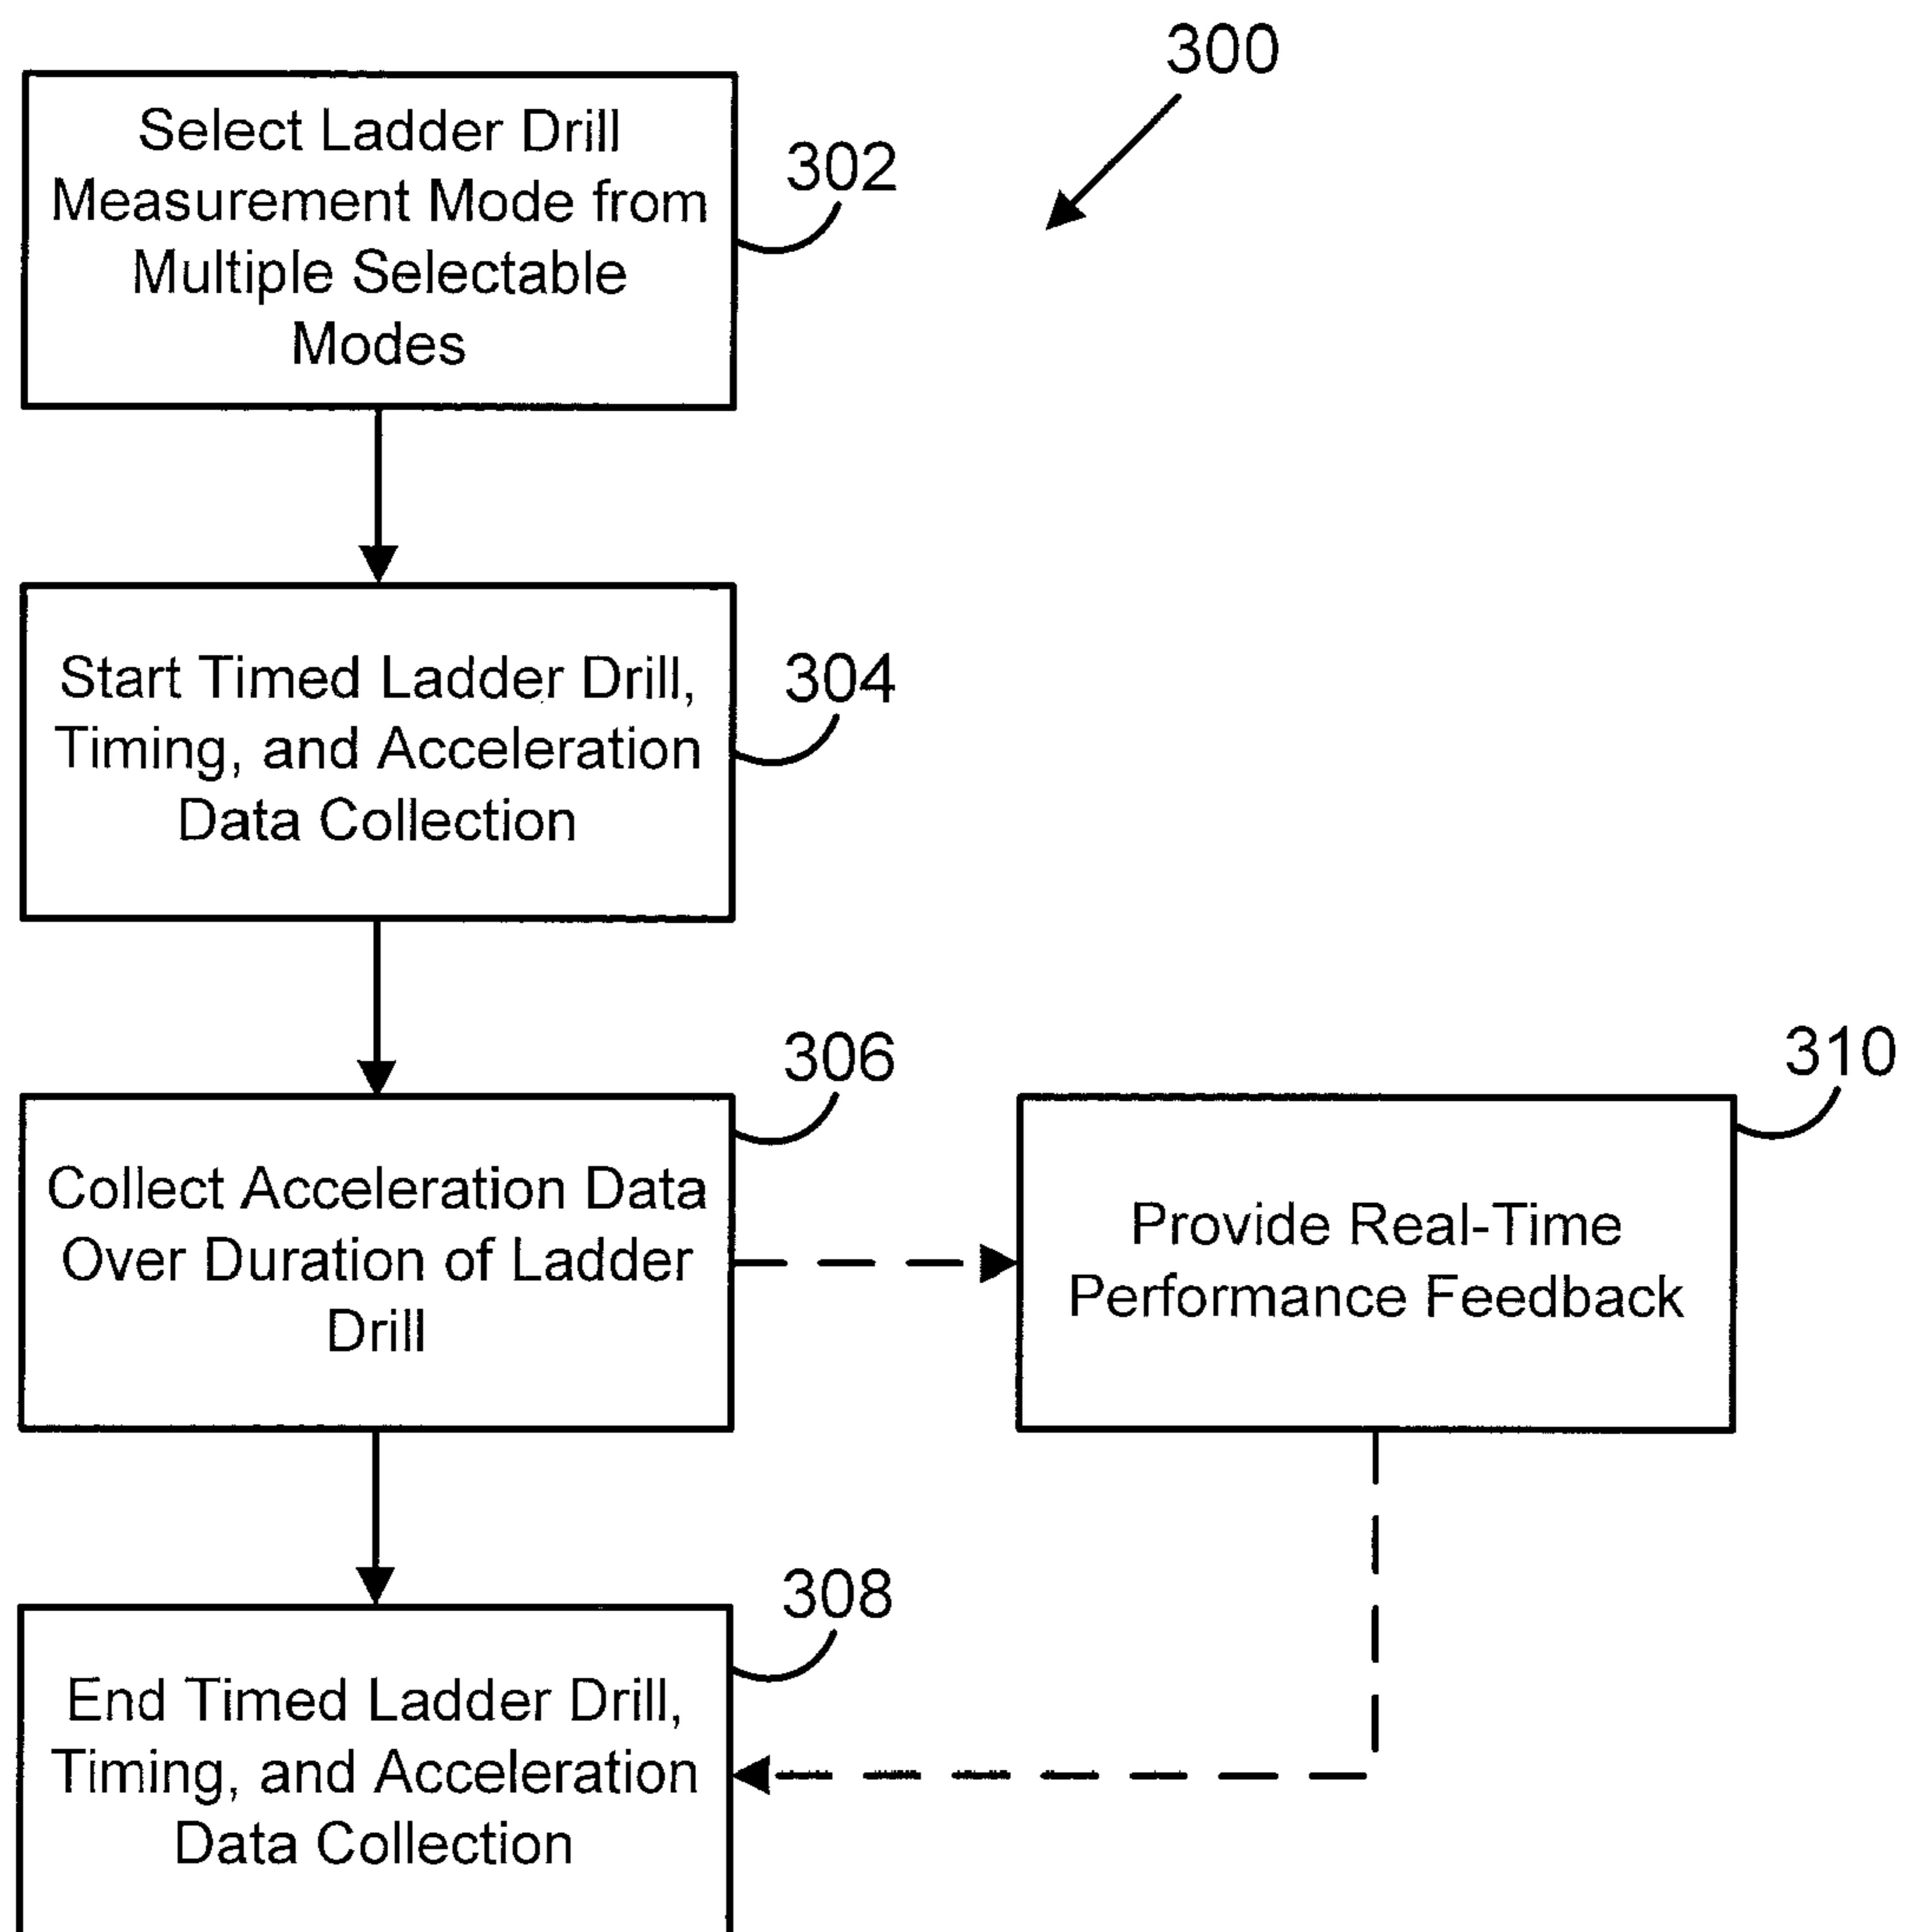 300
Select Ladder Drill
Measurement Mode from
Multiple Selectable
Modes
302
Start Timed Ladder Drill,
Timing, and Acceleration
Data Collection
304
Collect Acceleration Data
Over Duration of Ladder
Drill
306
Provide Real-Time
Performance Feedback
310
End Timed Ladder Drill,
Timing, and Acceleration
Data Collection
308